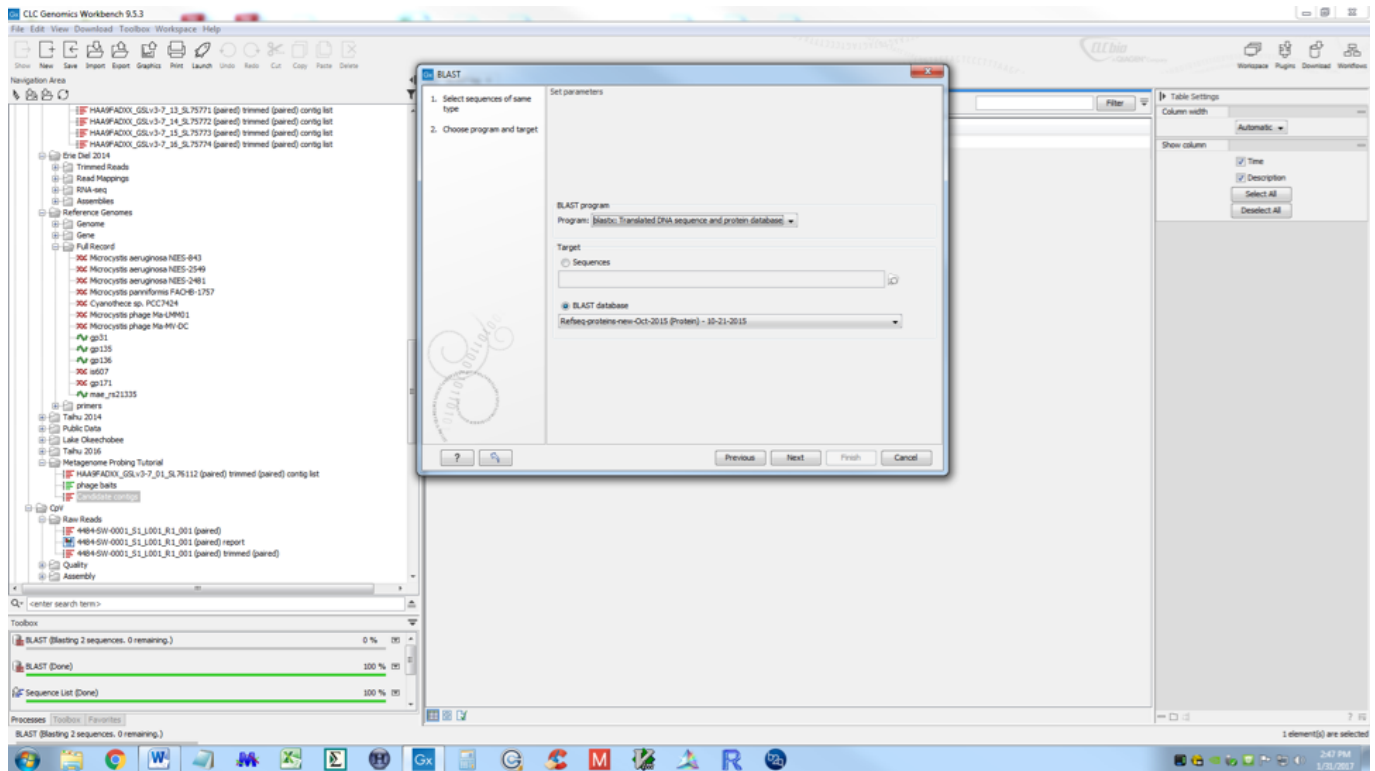 CLC Genomics Workbench 9.5.3
File Edit View Download Toolbox Workspace Help
Show New Save Import Export Graphics Print Launch Undo Redo Cut Copy Paste Delete
Workspace Plugins Download Workflows
CLC bio
Navigation Area
HAA9FADXX_GSLv3-7_13_SL75771 (paired) trimmed (paired) contig list
HAA9FADXX_GSLv3-7_14_SL75772 (paired) trimmed (paired) contig list
HAA9FADXX_GSLv3-7_15_SL75773 (paired) trimmed (paired) contig list
HAA9FADXX_GSLv3-7_16_SL75774 (paired) trimmed (paired) contig list
Erie Diel 2014
Trimmed Reads
Read Mappings
RNA-seq
Assemblies
Reference Genomes
Genome
Gene
Full Record
Microcystis aeruginosa NIES-843
Microcystis aeruginosa NIES-2549
Microcystis aeruginosa NIES-2481
Microcystis panniformis FACHB-1757
Cyanothece sp. PCC7424
Microcystis phage Ma-LMM01
Microcystis phage Ma-MV-DC
gp31
gp135
gp136
is607
gp171
mae_rs21335
primers
Taihu 2014
Public Data
Lake Okeechobee
Taihu 2016
Metagenome Probing Tutorial
HAA9FADXX_GSLv3-7_01_SL76112 (paired) trimmed (paired) contig list
phage baits
Candidate contigs
CpV
Raw Reads
4484-SW-0001_S1_L001_R1_001 (paired)
4484-SW-0001_S1_L001_R1_001 (paired) report
4484-SW-0001_S1_L001_R1_001 (paired) trimmed (paired)
Quality
Assembly
<enter search term>
Toolbox
BLAST (Blasting 2 sequences. 0 remaining.) 0 %
BLAST (Done) 100 %
Sequence List (Done) 100 %
Processes Toolbox Favorites
BLAST (Blasting 2 sequences. 0 remaining.)
BLAST
1. Select sequences of same
type
2. Choose program and target
Set parameters
BLAST program
Program: blastx: Translated DNA sequence and protein database
Target
Sequences
BLAST database
Refseq-proteins-new-Oct-2015 (Protein) - 10-21-2015
? Previous Next Finish Cancel
Filter
Table Settings
Column width
Automatic
Show column
Time
Description
Select All
Deselect All
1 element(s) are selected
2:47 PM
1/31/2017